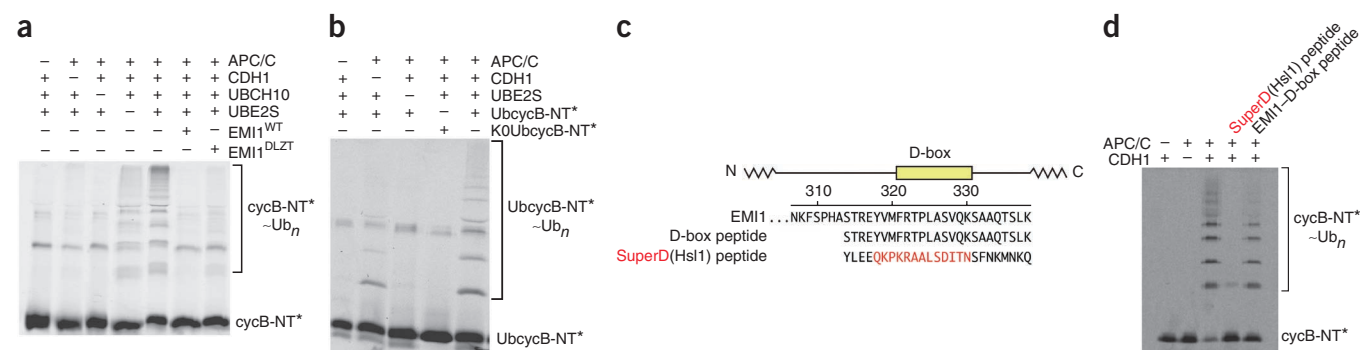 a
– + + + + + + APC/C
+ – + + + + + CDH1
+ + – + + + + UBCH10
+ + + – + + + UBE2S
– – – – – + – EMI1WT
– – – – – – + EMI1DLZT
cycB-NT*
~Ubn
cycB-NT*
b
– + + + + APC/C
+ – + + + CDH1
+ + – + + UBE2S
+ + + – + UbcycB-NT*
– – – + – K0UbcycB-NT*
UbcycB-NT*
~Ubn
UbcycB-NT*
c
D-box
N C
310 320 330
EMI1...NKFSPHASTREYVMFRTPLASVQKSAAQTSLK
D-box peptide STREYVMFRTPLASVQKSAAQTSLK
SuperD(Hsl1) peptide YLEEQKPKRAALSDITNSFNKMNKQ
d
SuperD(Hsl1) peptide
EMI1–D-box peptide
APC/C – + + + +
CDH1 + – + + +
cycB-NT*
~Ubn
cycB-NT*